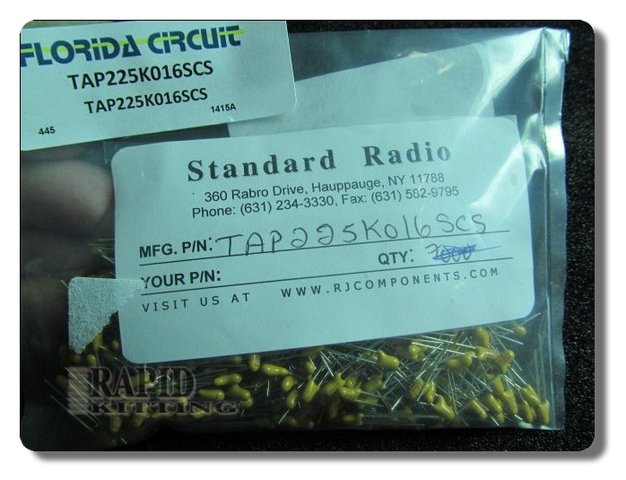 FLORIDA CIRCUIT
TAP225K016SCS
TAP225K016SCS
445 1415A
Standard Radio
360 Rabro Drive, Hauppauge, NY 11788
Phone: (631) 234-3330, Fax: (631) 582-9795
MFG. P/N: TAP225K016SCS
YOUR P/N: QTY: 7000
VISIT US AT WWW.RJCOMPONENTS.COM
RAPID
KITTING